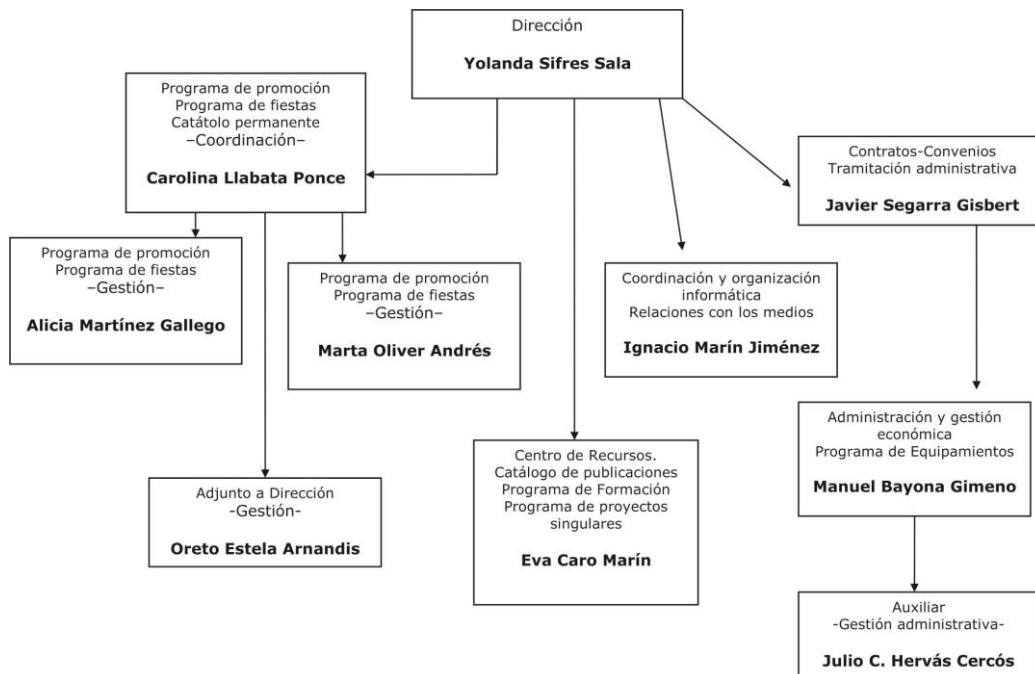 Dirección
Yolanda Sifres Sala
Programa de promoción
Programa de fiestas
Catátolo permanente
–Coordinación–
Carolina Llabata Ponce
Contratos-Convenios
Tramitación administrativa
Javier Segarra Gisbert
Programa de promoción
Programa de fiestas
–Gestión–
Alicia Martínez Gallego
Programa de promoción
Programa de fiestas
–Gestión–
Marta Oliver Andrés
Coordinación y organización
informática
Relaciones con los medios
Ignacio Marín Jiménez
Administración y gestión
económica
Programa de Equipamientos
Manuel Bayona Gimeno
Centro de Recursos.
Catálogo de publicaciones
Programa de Formación
Programa de proyectos
singulares
Eva Caro Marín
Adjunto a Dirección
-Gestión-
Oreto Estela Arnandis
Auxiliar
-Gestión administrativa-
Julio C. Hervás Cercós